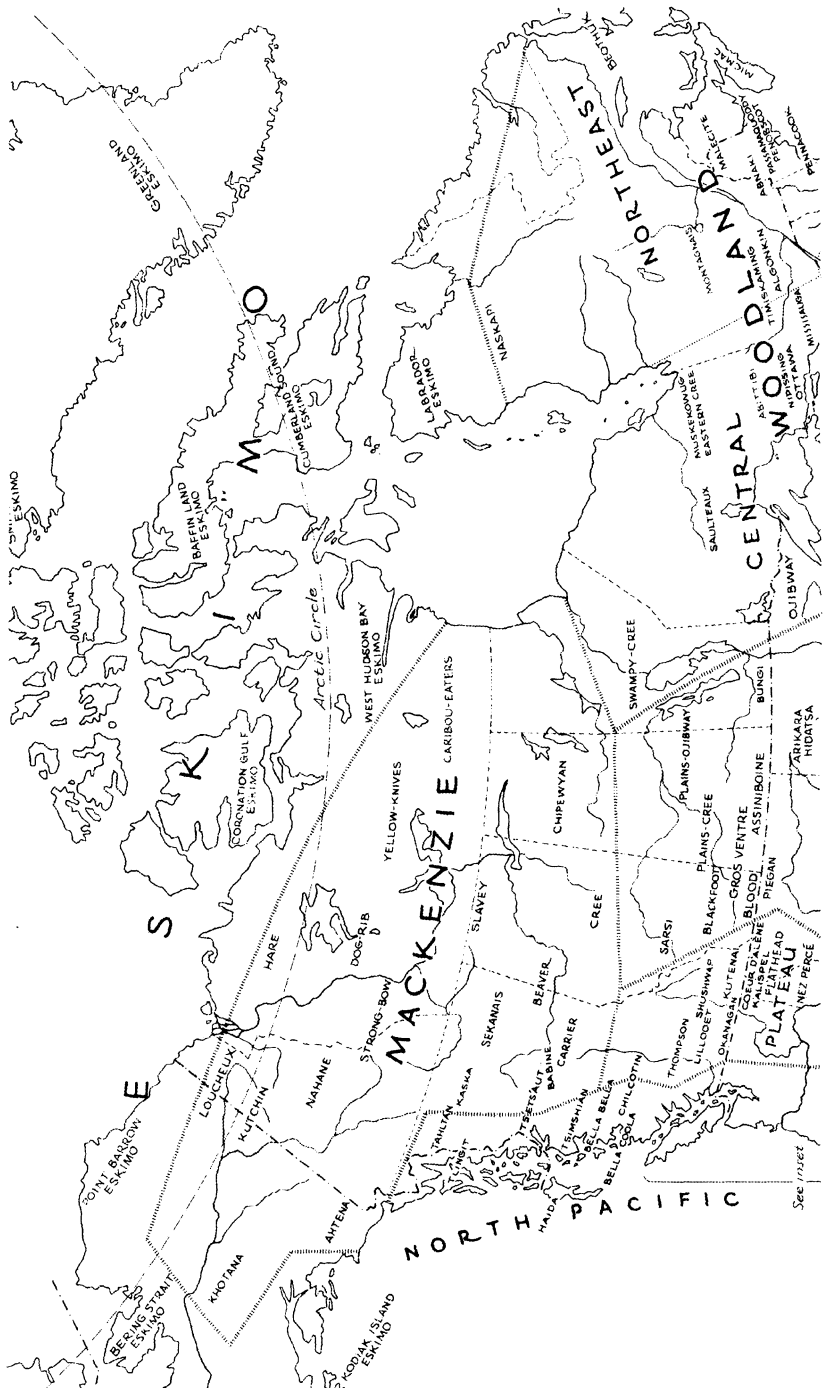 E S K I M O
GREENLAND
ESKIMO
ESKIMO
BAFFIN LAND
ESKIMO
CUMBERLAND SOUND
ESKIMO
LABRADOR
ESKIMO
Arctic Circle
WEST HUDSON BAY
ESKIMO
CORONATION GULF
ESKIMO
POINT BARROW
ESKIMO
BERING STRAIT
ESKIMO
KODIAK ISLAND
ESKIMO
MACKENZIE
KHOTANA
AHTENA
LOUCHEUX
KUTCHIN
NAHANE
HARE
DOG-RIB
STRONG-BOW
YELLOW-KNIVES
CARIBOU-EATERS
SLAVEY
SEKANAIS
BEAVER
CHIPEWYAN
CREE
CARRIER
BABINE
KASKA
TAHLTAN
NORTH PACIFIC
TLINGIT
TSETSAUT
TSIMSHIAN
HAIDA
BELLA BELLA
BELLA
COOLA
CHILCOTIN
See inset
PLATEAU
THOMPSON
LILLOOET
SHUSHWAP
OKANAGAN
KUTENAI
COEUR D'ALENE
KALISPEL
FLATHEAD
NEZ PERCÉ
SARSI
BLACKFOOT
PLAINS-CREE
GROS VENTRE
BLOOD
ASSINIBOINE
PIEGAN
PLAINS-OJIBWAY
BUNGI
ARIKARA
HIDATSA
SWAMPY-CREE
NORTHEAST
CENTRAL
WOODLAND
OJIBWAY
SAULTEAUX
MUSKEKOWUG
EASTERN CREE
ABITTIBI
NIPISSING
OTTAWA
MISSISAUGA
TIMISKAMING
ALGONKIN
MONTAGNAIS
NASKAPI
BEOTHUK
MICMAC
MALECITE
PASSAMAQUODDY
PENOBSCOT
ABNAKI
PENNACOOK